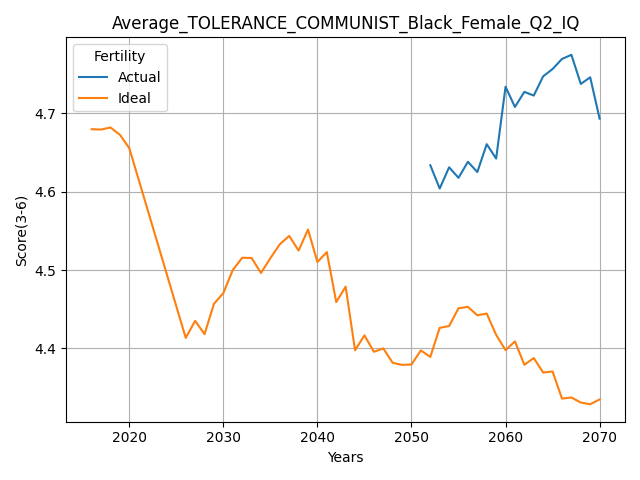 Average_TOLERANCE_COMMUNIST_Black_Female_Q2_IQ
Fertility
Actual
Ideal
4.7
4.6
4.5
4.4
Score(3-6)
2020 2030 2040 2050 2060 2070
Years